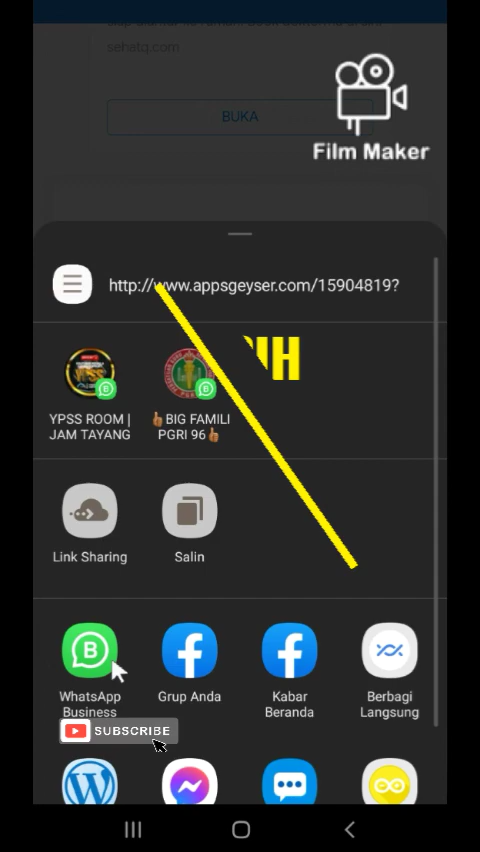 sehatq.com
BUKA
Film Maker
http://www.appsgeyser.com/15904819?
IH
YPSS ROOM |
JAM TAYANG
👍BIG FAMILI
PGRI 96👍
Link Sharing
Salin
WhatsApp
Business
Grup Anda
Kabar
Beranda
Berbagi
Langsung
SUBSCRIBE